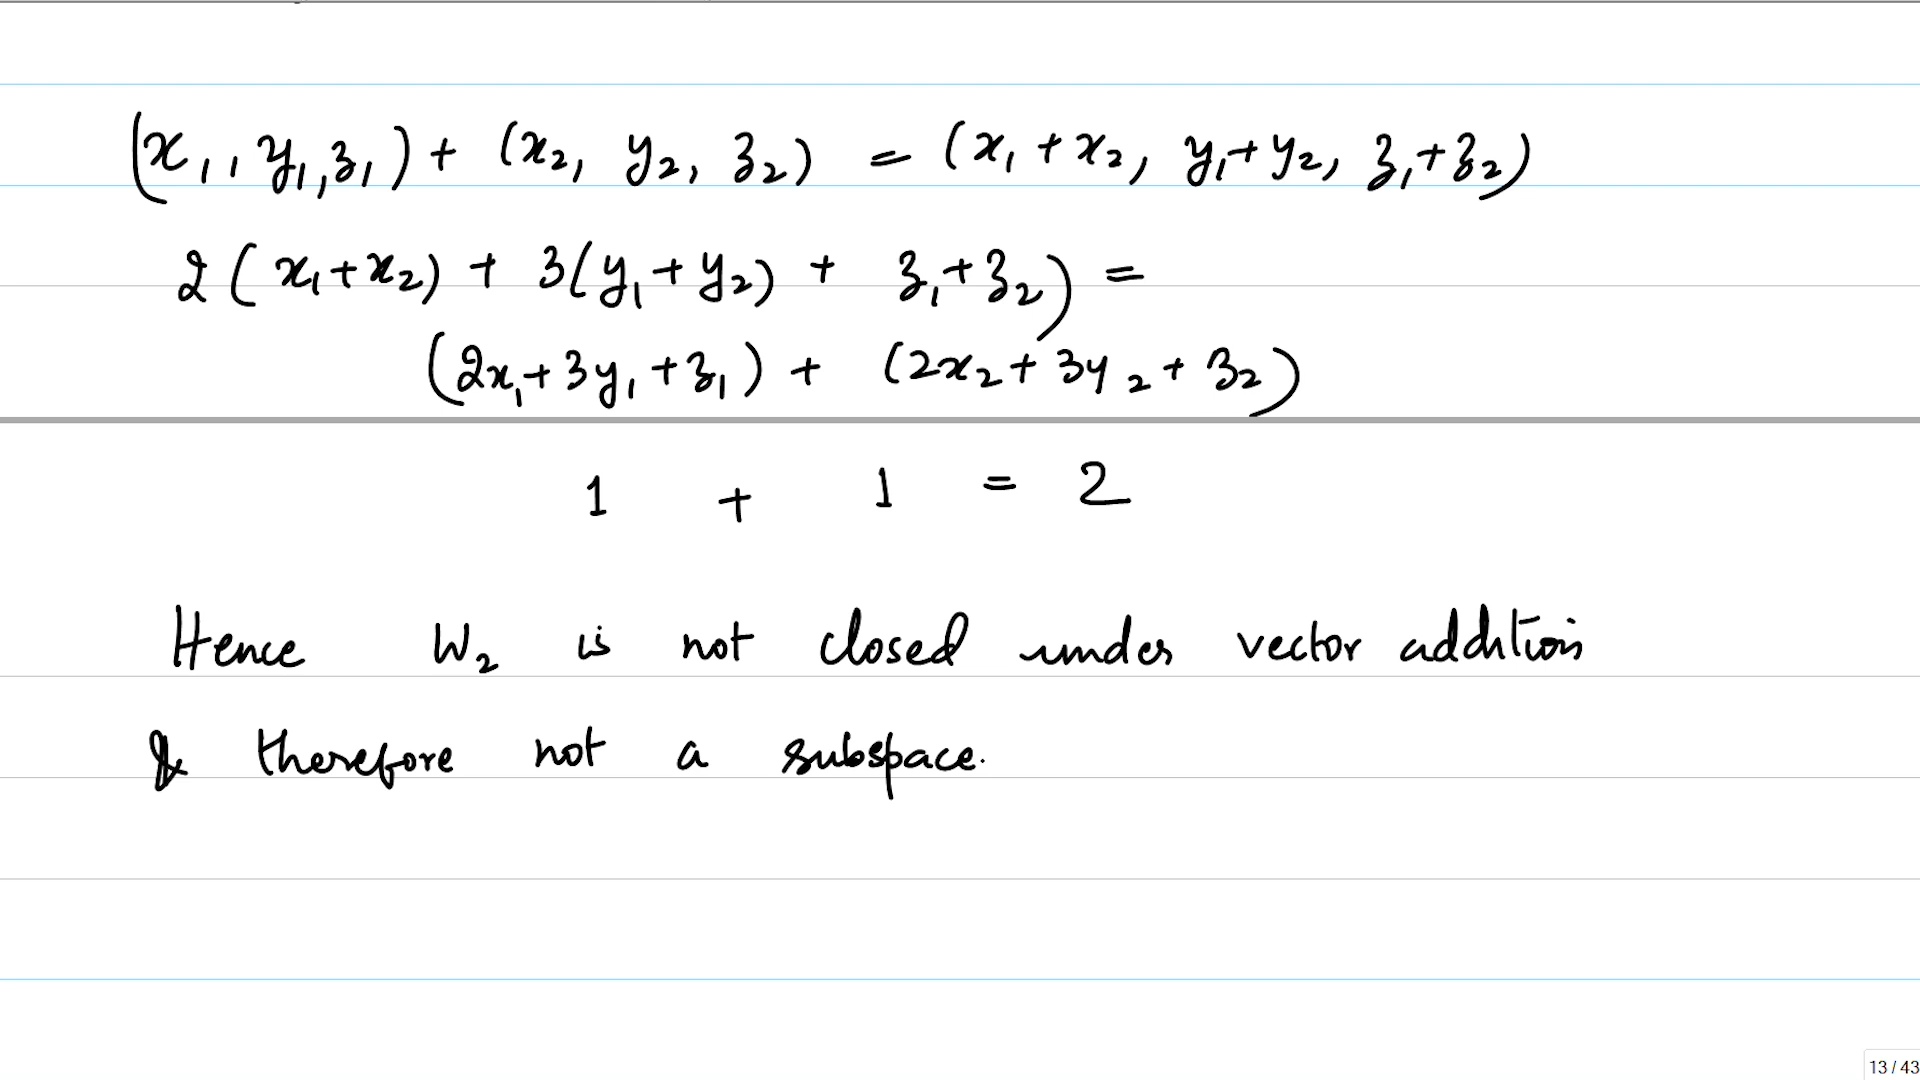 (x₁, y₁, z₁) + (x₂, y₂, z₂) = (x₁ + x₂, y₁ + y₂, z₁ + z₂)
2 ( x₁ + x₂) + 3(y₁ + y₂) + z₁ + z₂) =
(2x₁ + 3y₁ + z₁) + (2x₂ + 3y₂ + z₂)
1 + 1 = 2
Hence W₂ is not closed under vector addition
& therefore not a subspace.
13 / 43